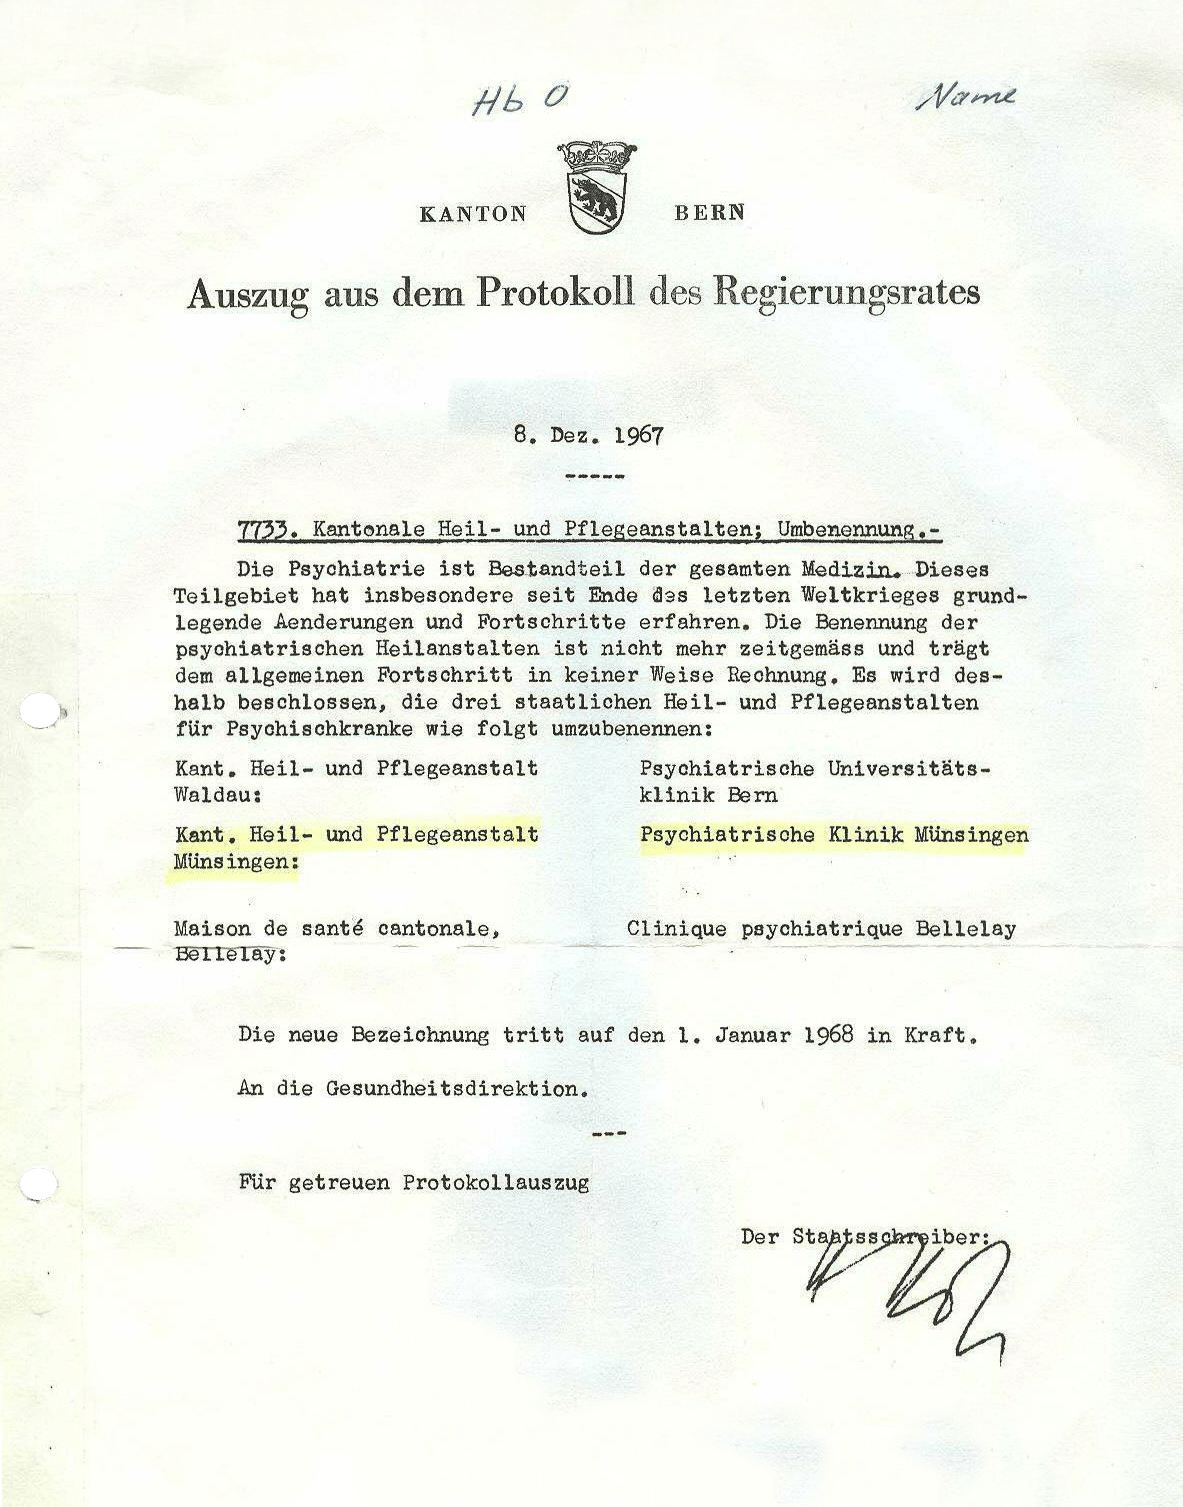 Hb O
Name
KANTON BERN
Auszug aus dem Protokoll des Regierungsrates
8. Dez. 1967
-----
7733. Kantonale Heil- und Pflegeanstalten; Umbenennung.-
Die Psychiatrie ist Bestandteil der gesamten Medizin. Dieses
Teilgebiet hat insbesondere seit Ende des letzten Weltkrieges grund-
legende Aenderungen und Fortschritte erfahren. Die Benennung der
psychiatrischen Heilanstalten ist nicht mehr zeitgemäss und trägt
dem allgemeinen Fortschritt in keiner Weise Rechnung. Es wird des-
halb beschlossen, die drei staatlichen Heil- und Pflegeanstalten
für Psychischkranke wie folgt umzubenennen:
Kant. Heil- und Pflegeanstalt Psychiatrische Universitäts-
Waldau: klinik Bern
Kant. Heil- und Pflegeanstalt Psychiatrische Klinik Münsingen
Münsingen:
Maison de santé cantonale, Clinique psychiatrique Bellelay
Bellelay:
Die neue Bezeichnung tritt auf den 1. Januar 1968 in Kraft.
An die Gesundheitsdirektion.
---
Für getreuen Protokollauszug
Der Staatsschreiber: